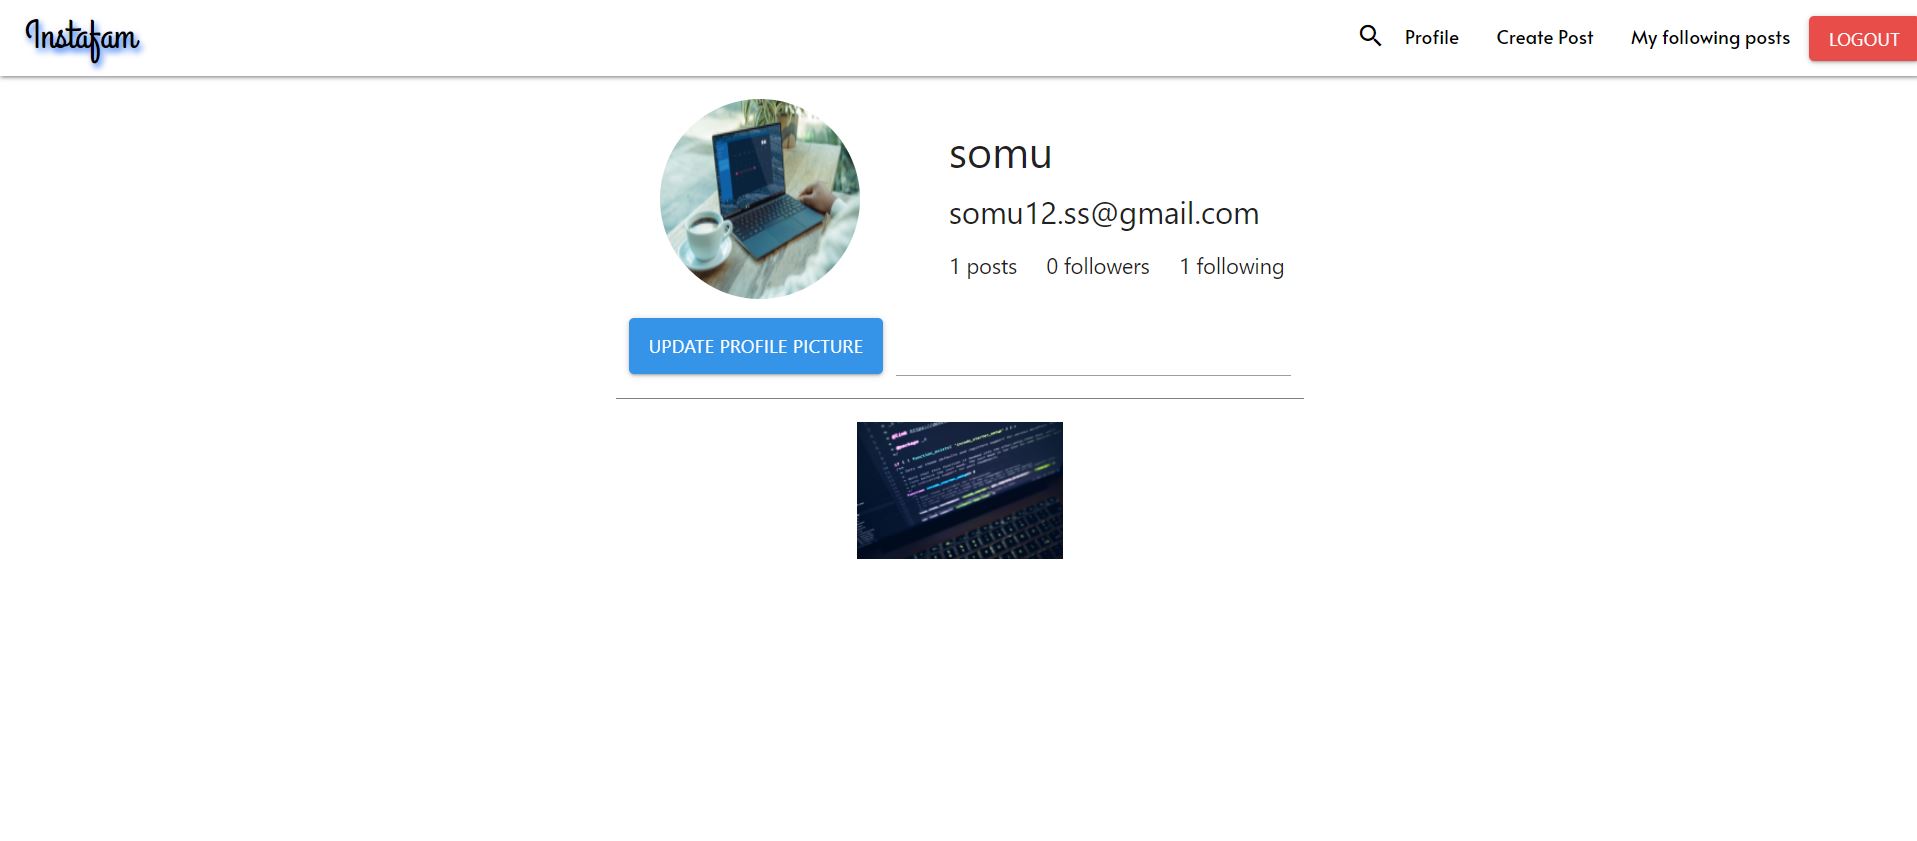 Instafam
Profile Create Post My following posts LOGOUT
somu
somu12.ss@gmail.com
1 posts 0 followers 1 following
UPDATE PROFILE PICTURE